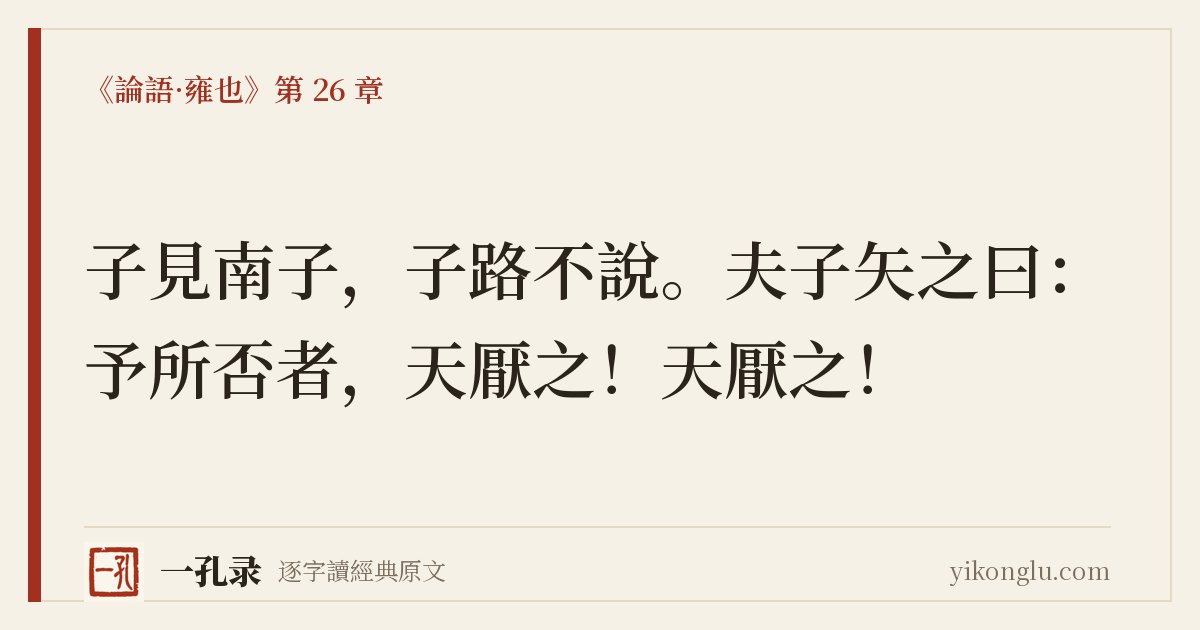 《論語·雍也》第 26 章
子見南子，子路不說。夫子矢之曰：
予所否者，天厭之！天厭之！
一孔 一孔录 逐字讀經典原文 yikonglu.com